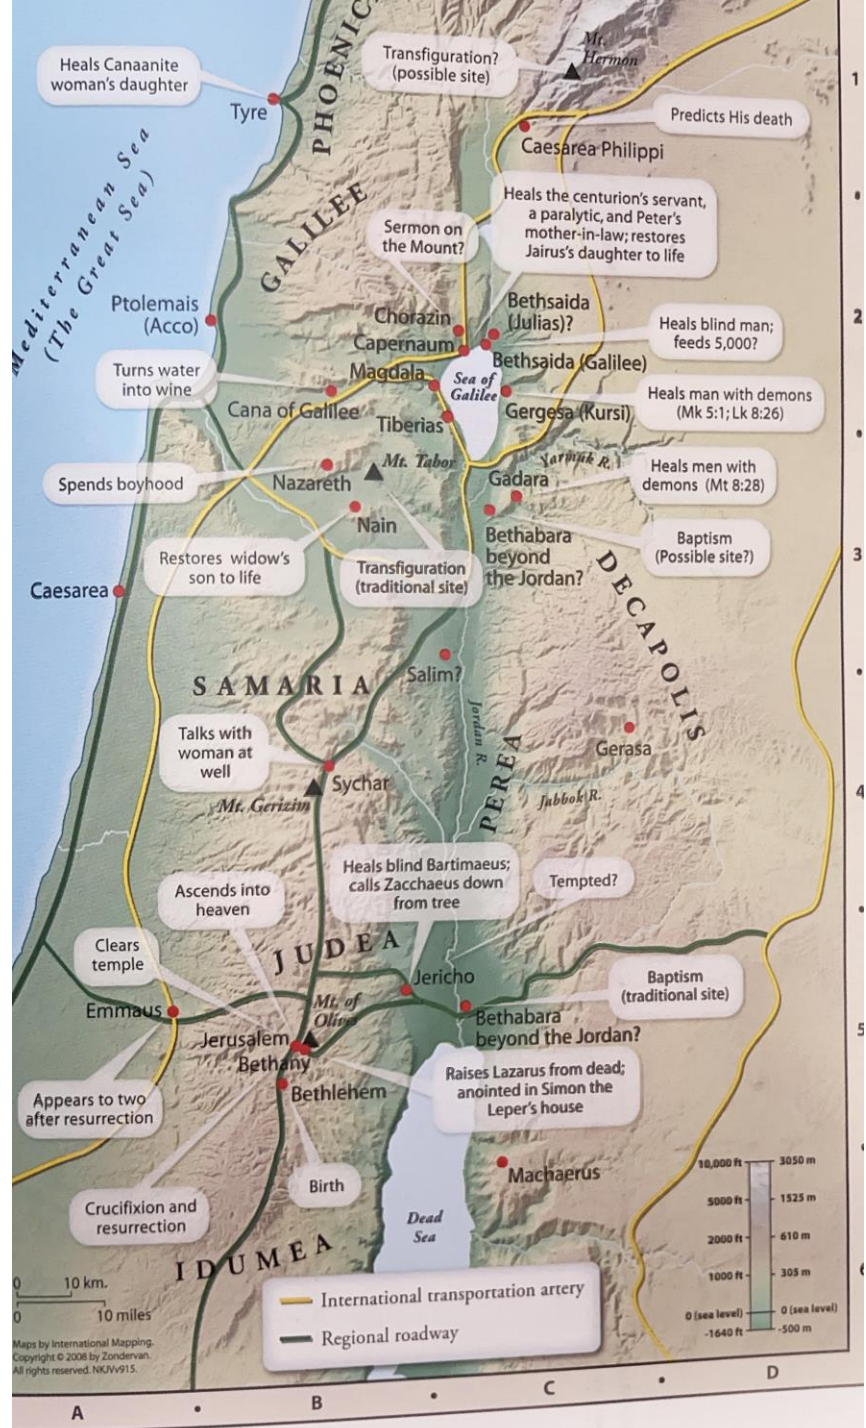 PHOENIC
Mt.
Hermon
Transfiguration?
(possible site)
1
Heals Canaanite
woman's daughter
Tyre
Predicts His death
Caesarea Philippi
Mediterranean Sea
(The Great Sea)
GALILEE
Heals the centurion's servant,
a paralytic, and Peter's
mother-in-law; restores
Jairus's daughter to life
Sermon on
the Mount?
Ptolemais
(Acco)
Chorazin
Bethsaida
(Julias)?
2
Capernaum
Heals blind man;
feeds 5,000?
Bethsaida (Galilee)
Turns water
into wine
Magdala
Sea of
Galilee
Cana of Galilee
Gergesa (Kursi)
Heals man with demons
(Mk 5:1; Lk 8:26)
Tiberias
Mt. Tabor
Yarmuk R.
Spends boyhood
Nazareth
Gadara
Heals men with
demons (Mt 8:28)
Nain
Bethabara
beyond
the Jordan?
Baptism
(Possible site?)
Restores widow's
son to life
Transfiguration
(traditional site)
3
Caesarea
DECAPOLIS
SAMARIA
Salim?
Jordan R.
Talks with
woman at
well
Gerasa
Sychar
PEREA
Mt. Gerizim
Jabbok R.
4
Heals blind Bartimaeus;
calls Zacchaeus down
from tree
Tempted?
Ascends into
heaven
Clears
temple
JUDEA
Jericho
Baptism
(traditional site)
Emmaus
Mt. of
Olives
Bethabara
beyond the Jordan?
5
Jerusalem
Bethany
Raises Lazarus from dead;
anointed in Simon the
Leper's house
Bethlehem
Appears to two
after resurrection
Birth
Machaerus
Crucifixion and
resurrection
Dead
Sea
10,000 ft 3050 m
5000 ft 1525 m
2000 ft 610 m
1000 ft 305 m
0 (sea level) 0 (sea level)
-1640 ft -500 m
IDUMEA
6
0 10 km.
0 10 miles
International transportation artery
Regional roadway
Maps by International Mapping.
Copyright © 2008 by Zondervan.
All rights reserved. NKJVv915.
A B C D